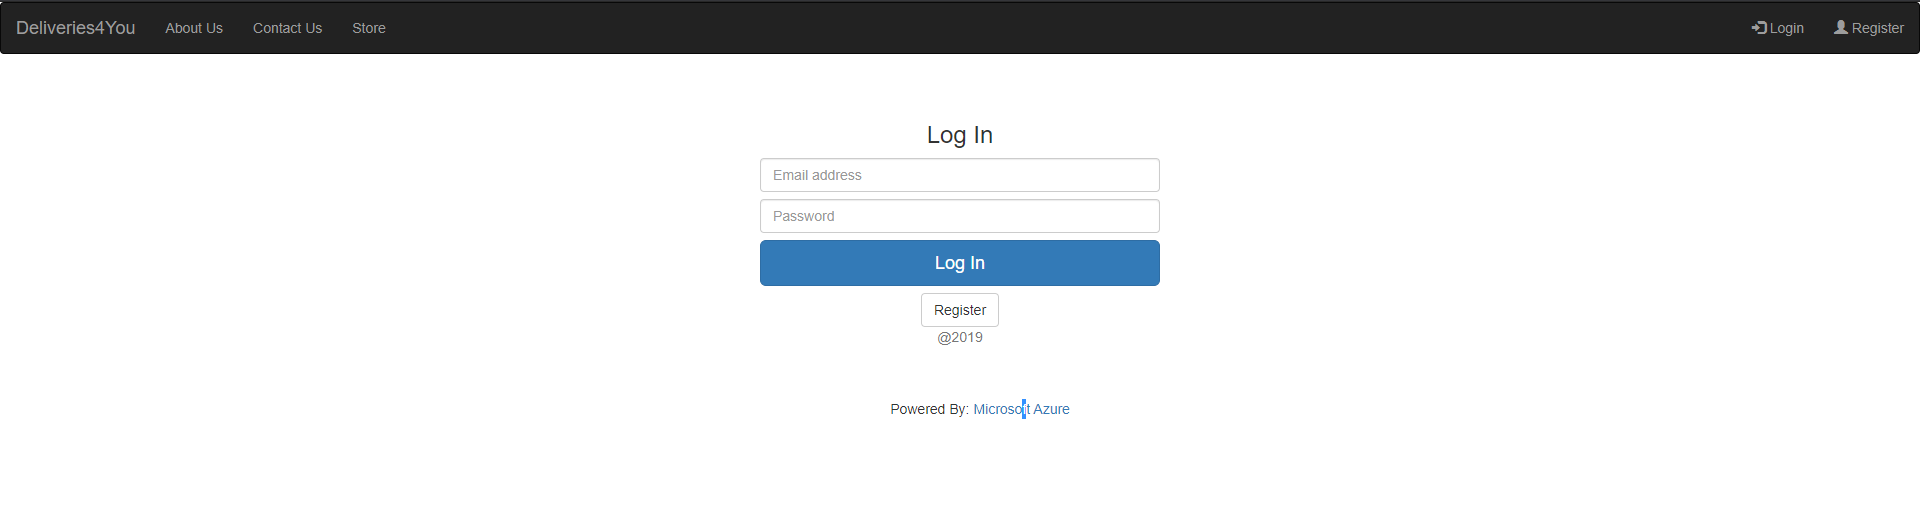 Deliveries4You About Us Contact Us Store Login Register
Log In
Email address
Password
Log In
Register
@2019
Powered By: Microsoft Azure